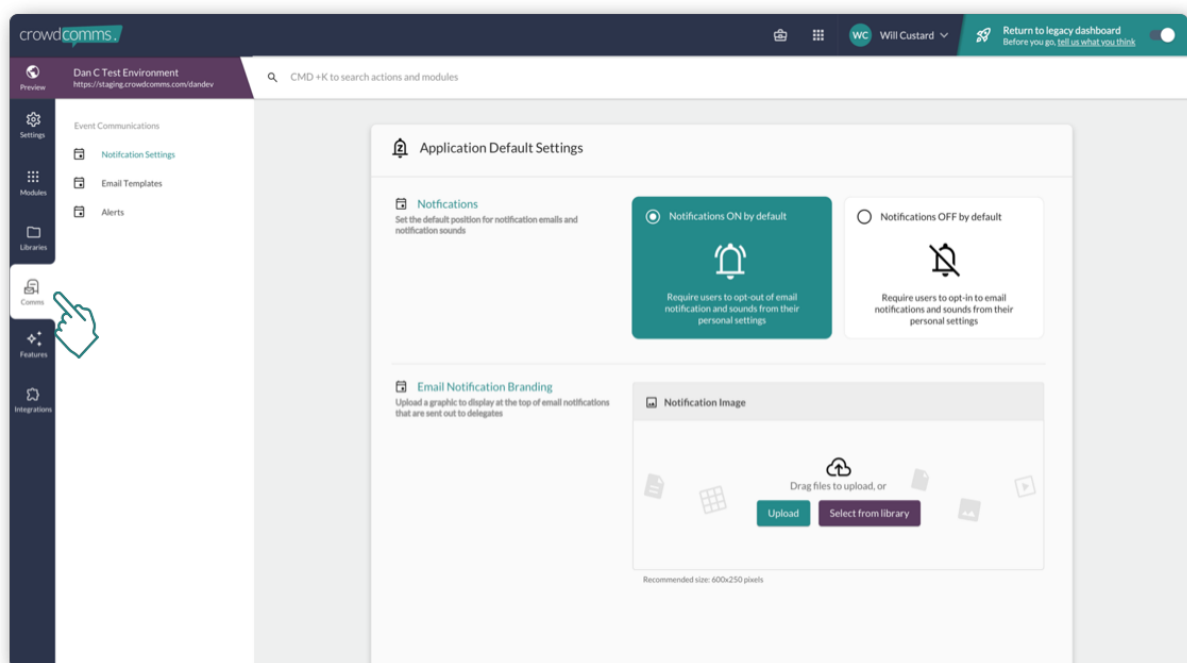 crowdcomms.
WC Will Custard
Return to legacy dashboard
Before you go, tell us what you think
Preview
Dan C Test Environment
https://staging.crowdcomms.com/dandev
CMD +K to search actions and modules
Settings
Modules
Libraries
Comms
Features
Integrations
Event Communications
Notifcation Settings
Email Templates
Alerts
Application Default Settings
Notfications
Set the default position for notification emails and
notification sounds
Notifications ON by default
Require users to opt-out of email
notification and sounds from their
personal settings
Notifications OFF by default
Require users to opt-in to email
notifications and sounds from their
personal settings
Email Notification Branding
Upload a graphic to display at the top of email notifications
that are sent out to delegates
Notification Image
Drag files to upload, or
Upload
Select from library
Recommended size: 600x250 pixels